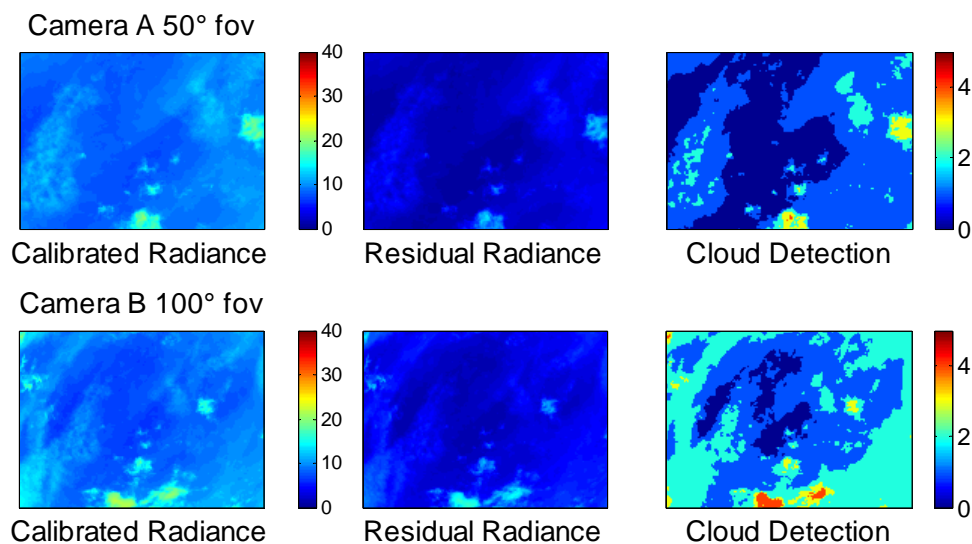 Camera A 50° fov
40
30
20
10
0
4
2
0
Calibrated Radiance
Residual Radiance
Cloud Detection
Camera B 100° fov
40
30
20
10
0
4
2
0
Calibrated Radiance
Residual Radiance
Cloud Detection